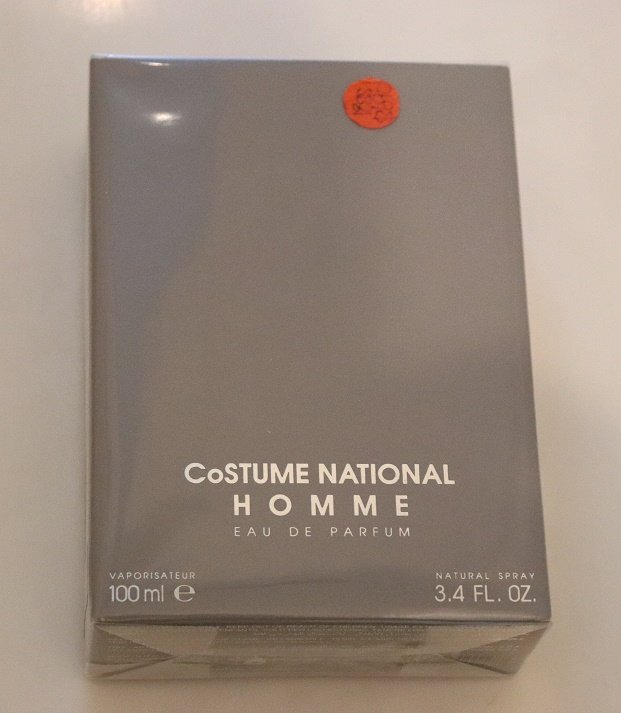 CoSTUME NATIONAL
HOMME
EAU DE PARFUM
VAPORISATEUR
100 ml ℮
NATURAL SPRAY
3.4 FL. OZ.